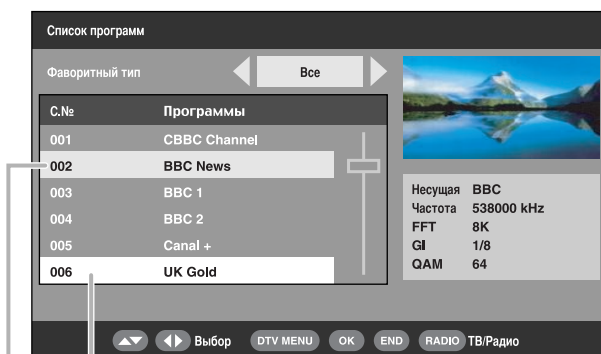 Список программ
Фаворитный тип Все
С.№ Программы
001 CBBC Channel
002 BBC News
003 BBC 1
004 BBC 2
005 Canal +
006 UK Gold
Несущая BBC
Частота 538000 kHz
FFT 8K
GI 1/8
QAM 64
Выбор DTV MENU OK END RADIO ТВ/Радио